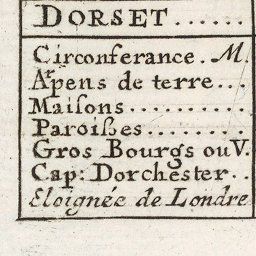 DORSET......
Circonferance. M.
Ar̃pens de terre...
Maiſons..........
Paroiſses........
Gros Bourgs ou V.
Cap: Dorchester..
Eloignée de Londre